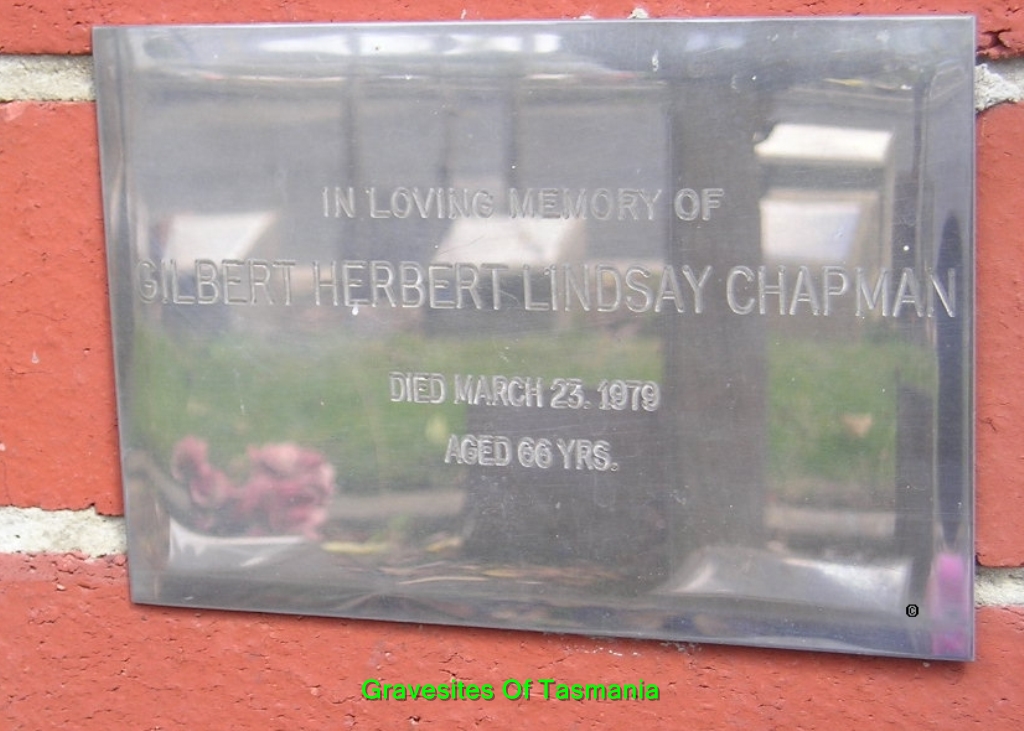 IN LOVING MEMORY OF
GILBERT HERBERT LINDSAY CHAPMAN
DIED MARCH 23. 1979
AGED 66 YRS.
©
Gravesites Of Tasmania